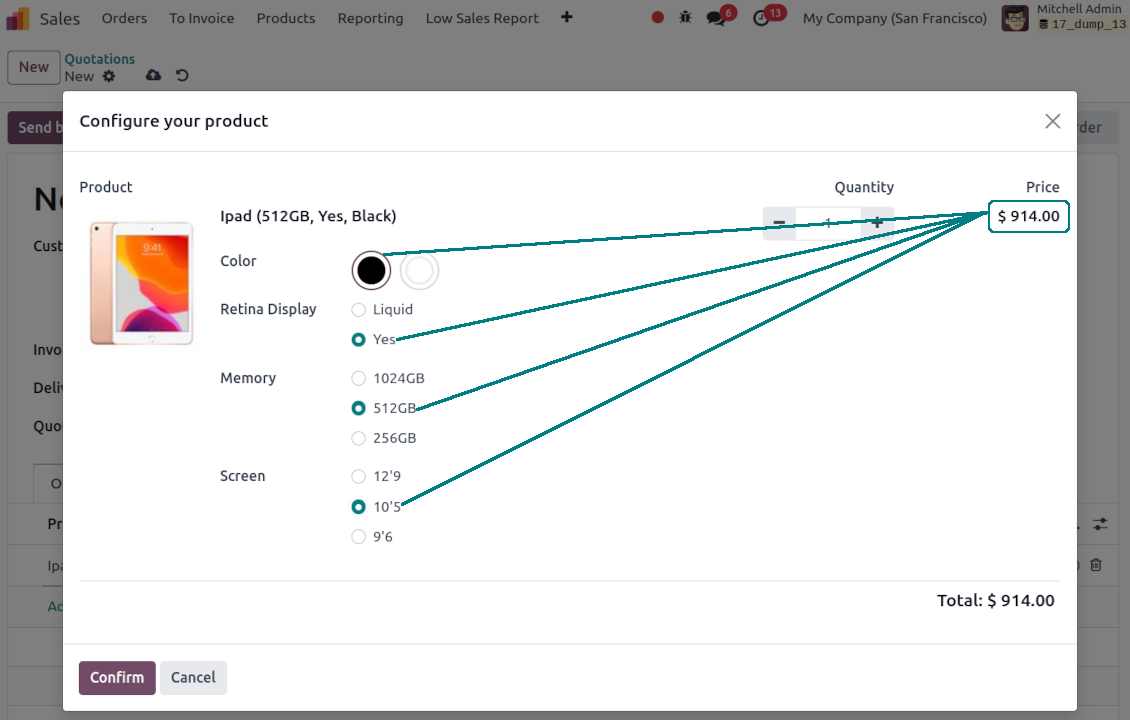 Sales Orders To Invoice Products Reporting Low Sales Report + 6 13 My Company (San Francisco) Mitchell Admin
17_dump_13
New Quotations
New
Send b der
Configure your product
Product Quantity Price
Ipad (512GB, Yes, Black) 1 $ 914.00
Cust
9:41
Color
Retina Display Liquid
Yes
Invo
Memory 1024GB
Deliv
512GB
Quo
256GB
Screen 12'9
O
10'5
Pr
9'6
Ipa
Total: $ 914.00
Ad
Confirm Cancel